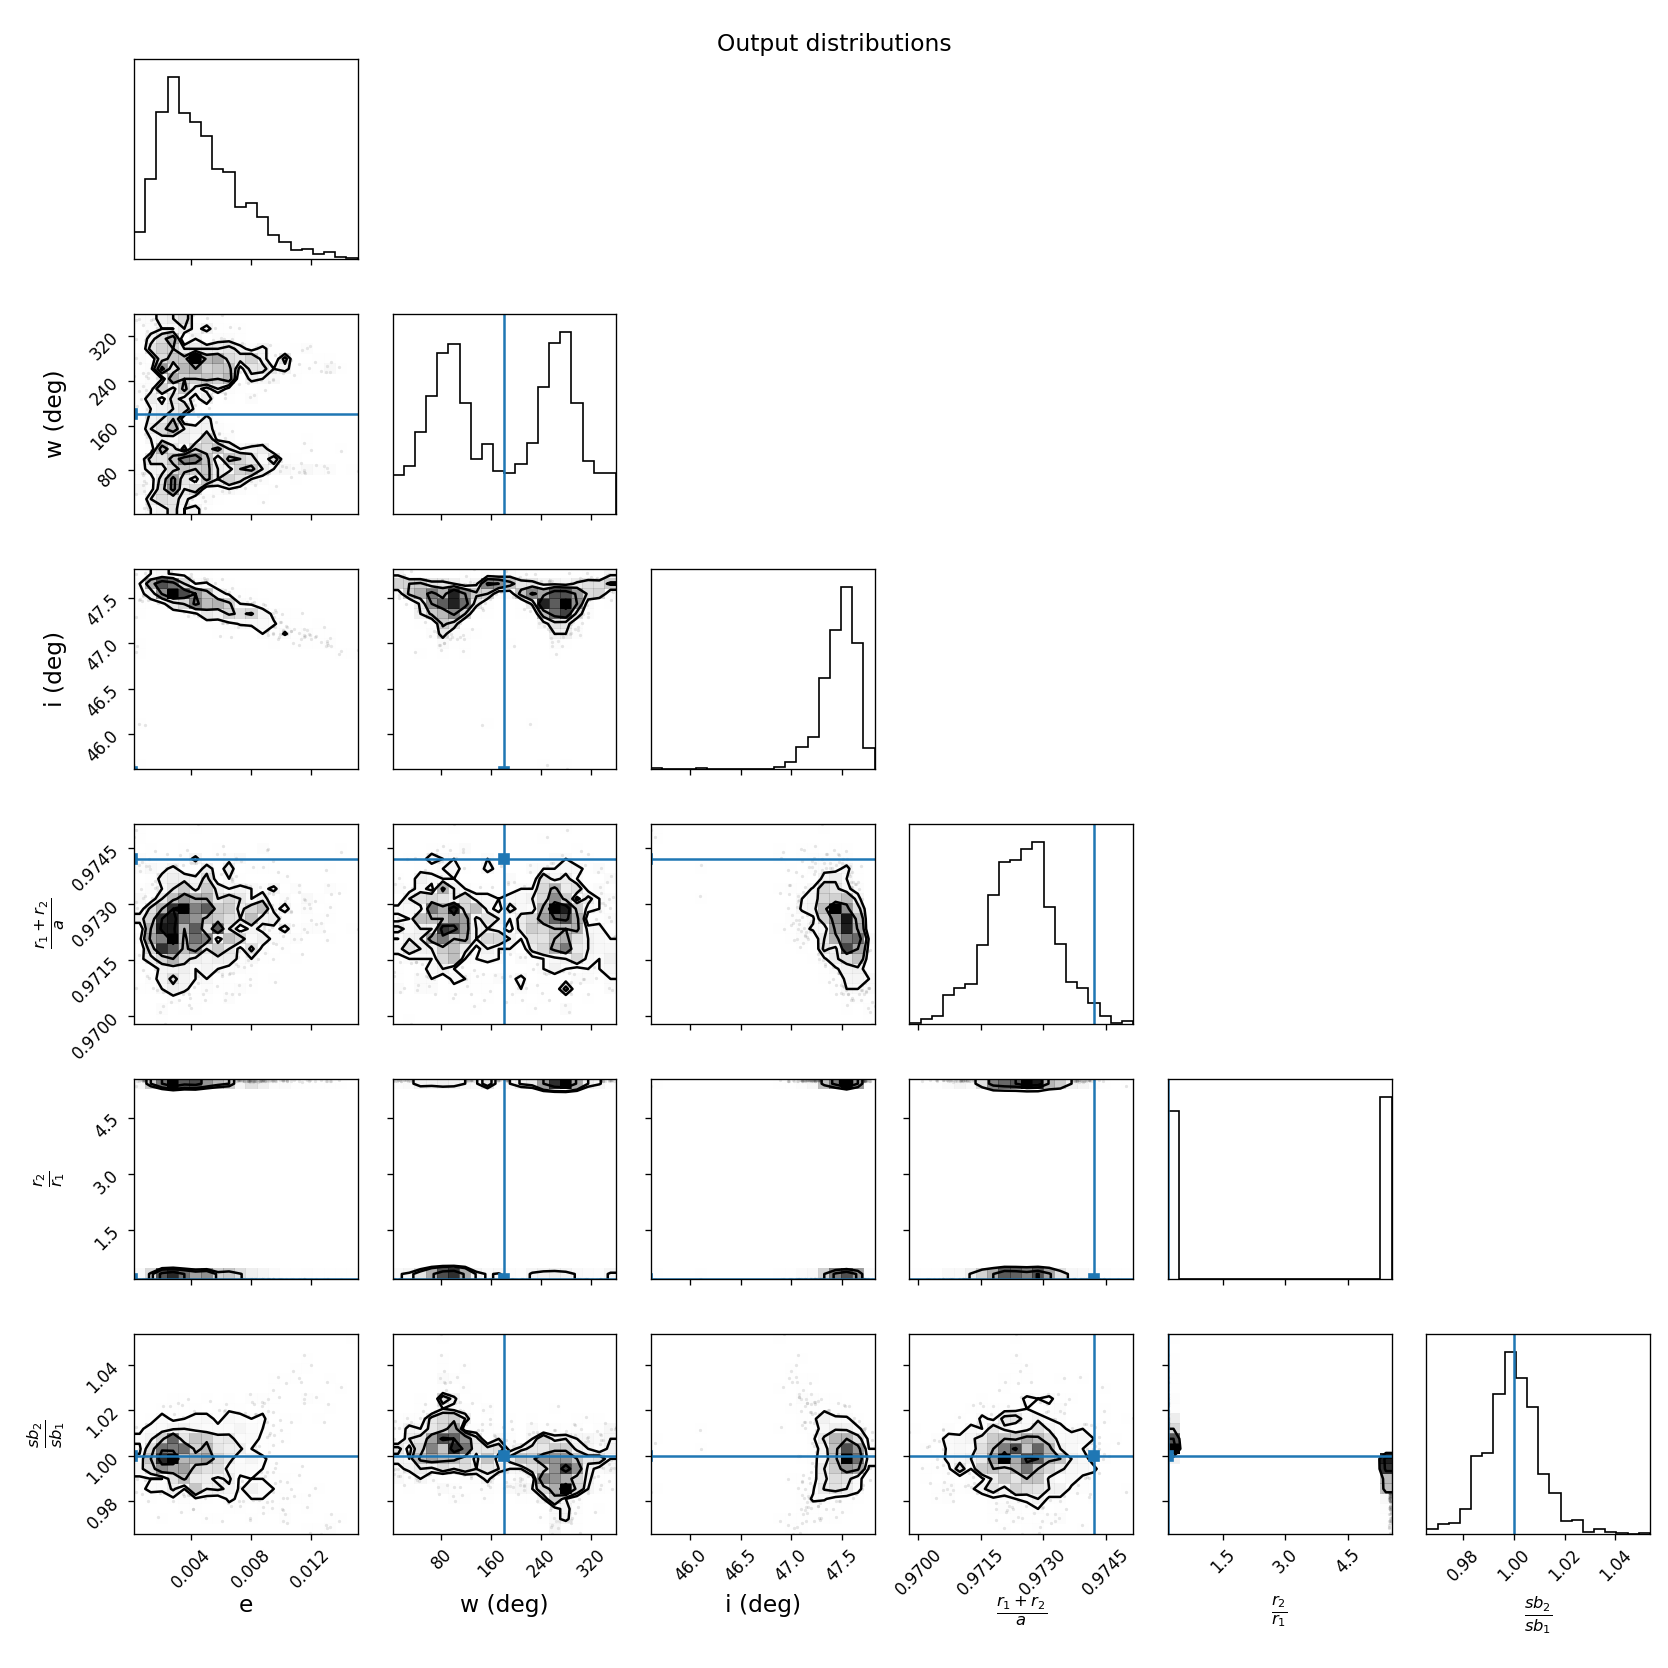 Output distributions
w (deg)
320
240
160
80
i (deg)
47.5
47.0
46.5
46.0
r₁ + r₂
a
0.9745
0.9730
0.9715
0.9700
r₂
r₁
4.5
3.0
1.5
sb₂
sb₁
1.04
1.02
1.00
0.98
0.004 0.008 0.012
80 160 240 320
46.0 46.5 47.0 47.5
0.9700 0.9715 0.9730 0.9745
1.5 3.0 4.5
0.98 1.00 1.02 1.04
e
w (deg)
i (deg)
r₁ + r₂
a
r₂
r₁
sb₂
sb₁